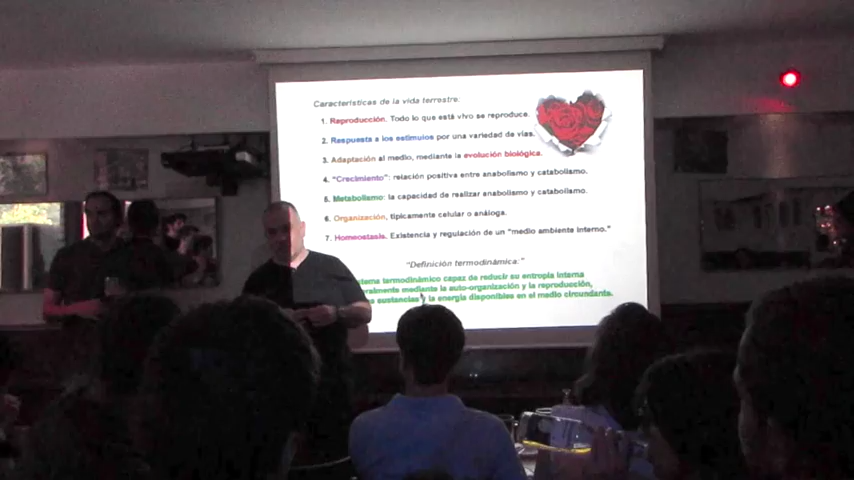 Características de la vida terrestre:
1. Reproducción. Todo lo que está vivo se reproduce.
2. Respuesta a los estímulos por una variedad de vías.
3. Adaptación al medio, mediante la evolución biológica.
4. "Crecimiento": relación positiva entre anabolismo y catabolismo.
5. Metabolismo: la capacidad de realizar anabolismo y catabolismo.
6. Organización, típicamente celular o análoga.
7. Homeostasis. Existencia y regulación de un "medio ambiente interno."
"Definición termodinámica:"
termodinámico capaz de reducir su entropía interna
mediante la auto-organización y la reproducción,
sustancias y la energía disponibles en el medio circundante.